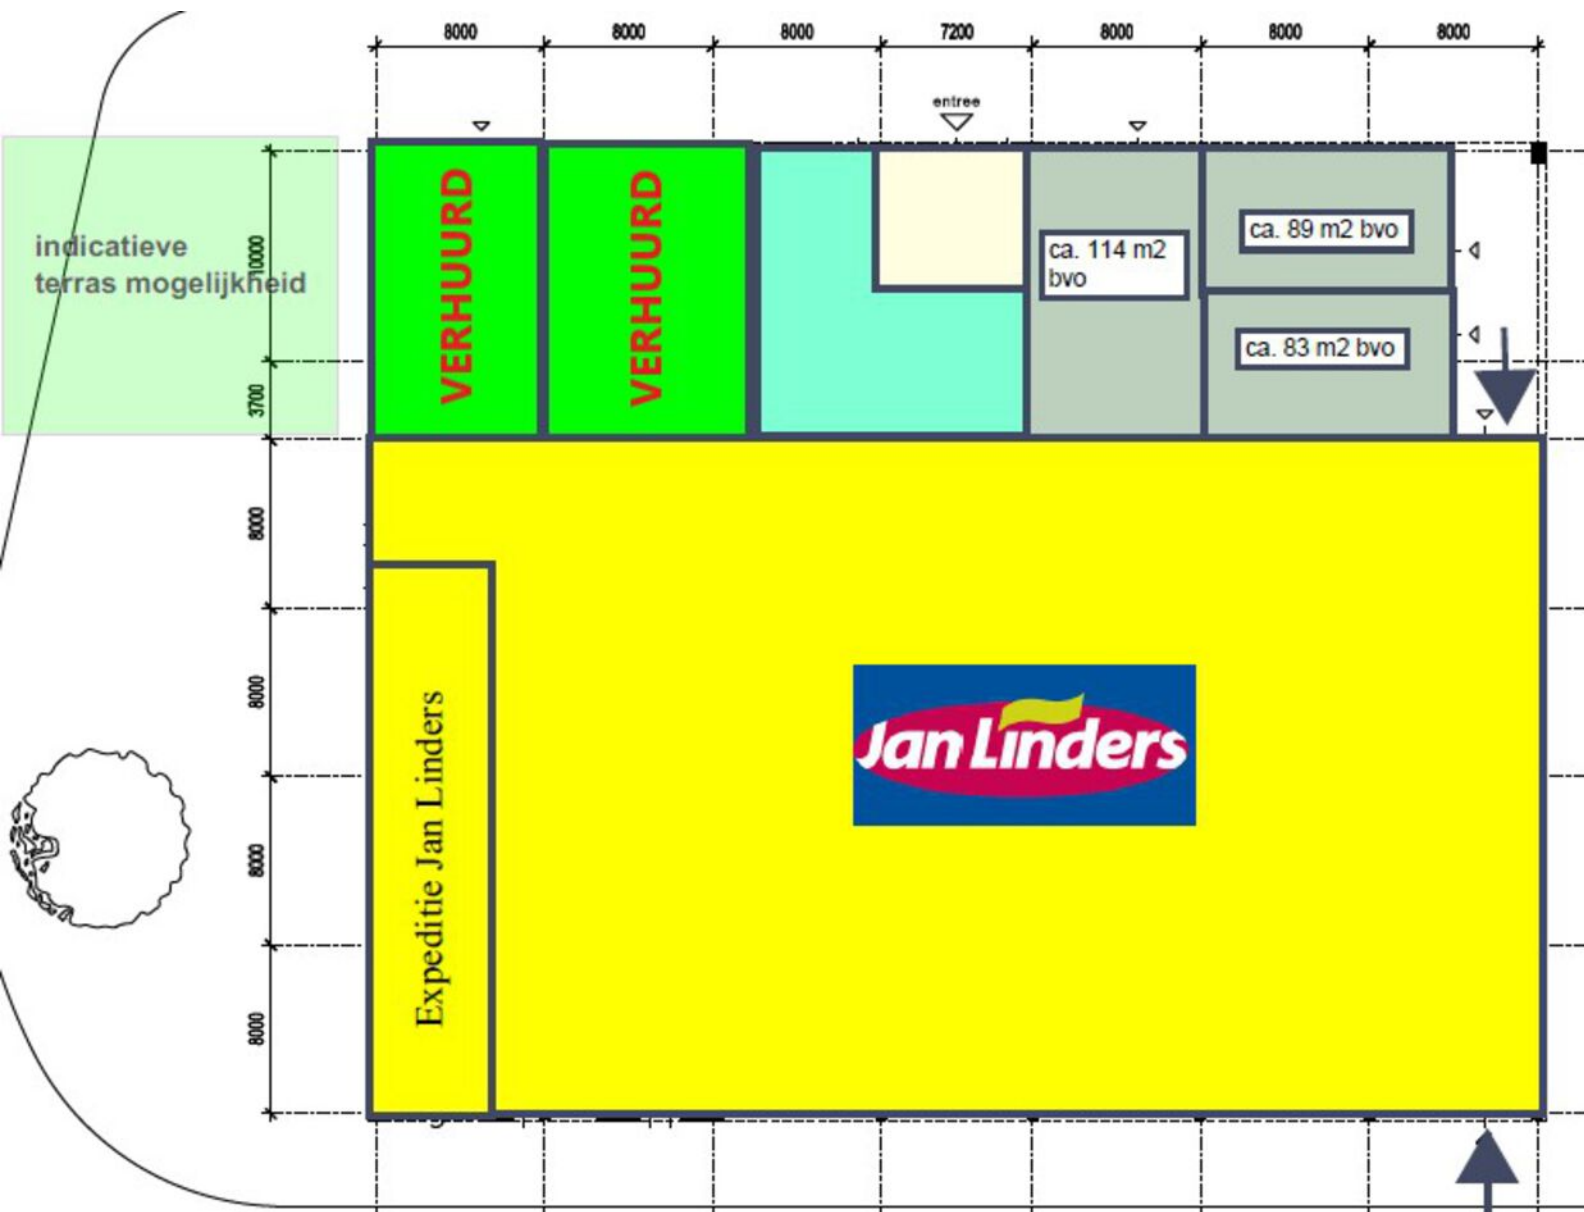 8000
8000
8000
7200
8000
8000
8000
entree
indicatieve
terras mogelijkheid
10000
3700
8000
8000
8000
8000
VERHUURD
VERHUURD
ca. 114 m2
bvo
ca. 89 m2 bvo
ca. 83 m2 bvo
Expeditie Jan Linders
Jan Linders